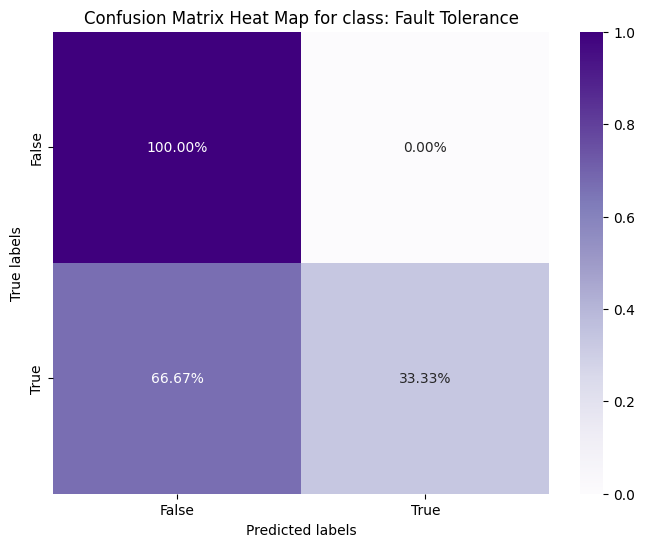 Confusion Matrix Heat Map for class: Fault Tolerance
True labels
False
True
100.00%
0.00%
66.67%
33.33%
False
True
Predicted labels
1.0
0.8
0.6
0.4
0.2
0.0